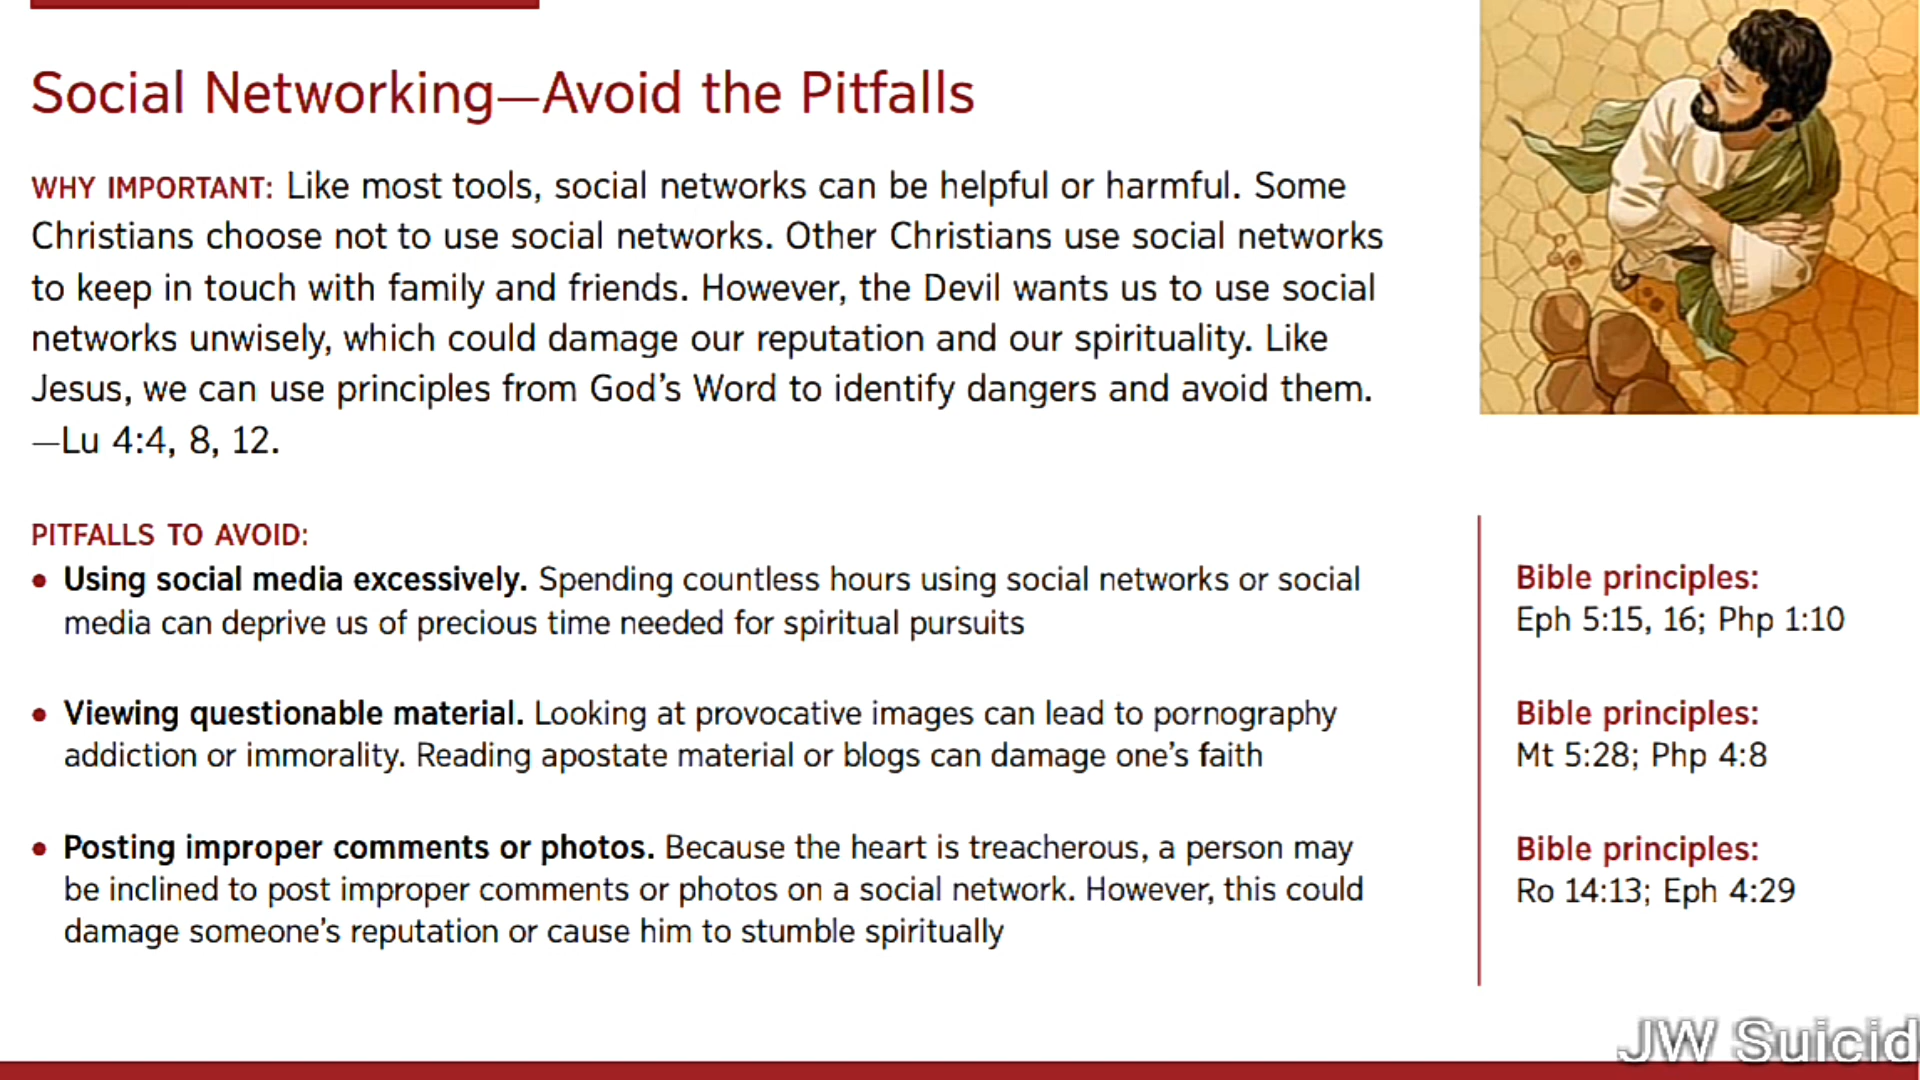 Social Networking—Avoid the Pitfalls
WHY IMPORTANT: Like most tools, social networks can be helpful or harmful. Some
Christians choose not to use social networks. Other Christians use social networks
to keep in touch with family and friends. However, the Devil wants us to use social
networks unwisely, which could damage our reputation and our spirituality. Like
Jesus, we can use principles from God’s Word to identify dangers and avoid them.
—Lu 4:4, 8, 12.
PITFALLS TO AVOID:
• Using social media excessively. Spending countless hours using social networks or social
media can deprive us of precious time needed for spiritual pursuits
Bible principles:
Eph 5:15, 16; Php 1:10
• Viewing questionable material. Looking at provocative images can lead to pornography
addiction or immorality. Reading apostate material or blogs can damage one’s faith
Bible principles:
Mt 5:28; Php 4:8
• Posting improper comments or photos. Because the heart is treacherous, a person may
be inclined to post improper comments or photos on a social network. However, this could
damage someone’s reputation or cause him to stumble spiritually
Bible principles:
Ro 14:13; Eph 4:29
JW Suicid